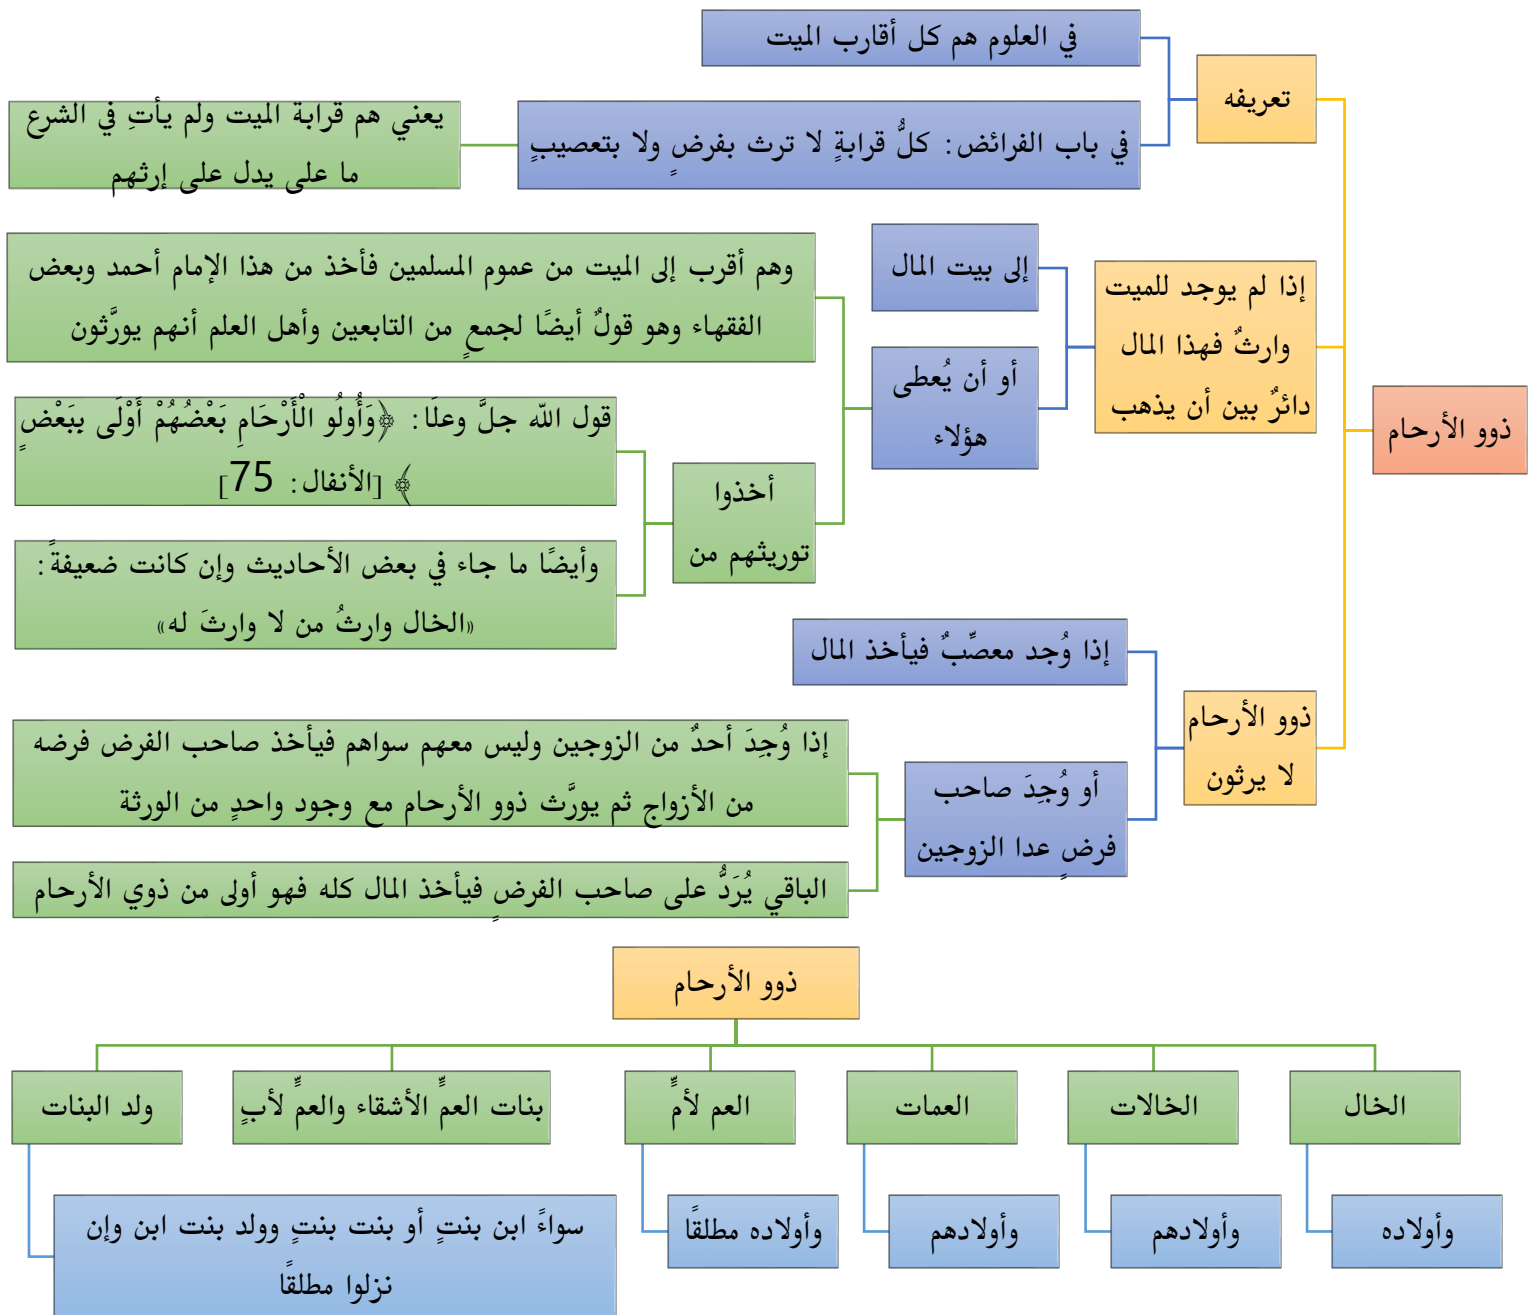 ذوو الأرحام
تعريفه
في العلوم هم كل أقارب الميت
في باب الفرائض: كلُّ قرابةٍ لا ترث بفرضٍ ولا بتعصيبٍ
يعني هم قرابة الميت ولم يأتِ في الشرع
ما على يدل على إرثهم
إذا لم يوجد للميت
وارثٌ فهذا المال
دائرٌ بين أن يذهب
إلى بيت المال
أو أن يُعطى
هؤلاء
وهم أقرب إلى الميت من عموم المسلمين فأخذ من هذا الإمام أحمد وبعض
الفقهاء وهو قولٌ أيضًا لجمعٍ من التابعين وأهل العلم أنهم يورَّثون
أخذوا
توريثهم من
قول الله جلَّ وعلَا: ﴿وَأُولُو الْأَرْحَامِ بَعْضُهُمْ أَوْلَى بِبَعْضٍ
﴾ [الأنفال: 75]
وأيضًا ما جاء في بعض الأحاديث وإن كانت ضعيفةً:
«الخال وارثُ من لا وارثَ له»
ذوو الأرحام
لا يرثون
إذا وُجد معصِّبٌ فيأخذ المال
أو وُجِدَ صاحب
فرضٍ عدا الزوجين
إذا وُجِدَ أحدٌ من الزوجين وليس معهم سواهم فيأخذ صاحب الفرض فرضه
من الأزواج ثم يورَّث ذوو الأرحام مع وجود واحدٍ من الورثة
الباقي يُرَدُّ على صاحب الفرضٍ فيأخذ المال كله فهو أولى من ذوي الأرحام
ذوو الأرحام
الخال
وأولاده
الخالات
وأولادهم
العمات
وأولادهم
العم لأمٍّ
وأولاده مطلقًا
بنات العمِّ الأشقاء والعمِّ لأبٍ
ولد البنات
سواءً ابن بنتٍ أو بنت بنتٍ وولد بنت ابن وإن
نزلوا مطلقًا